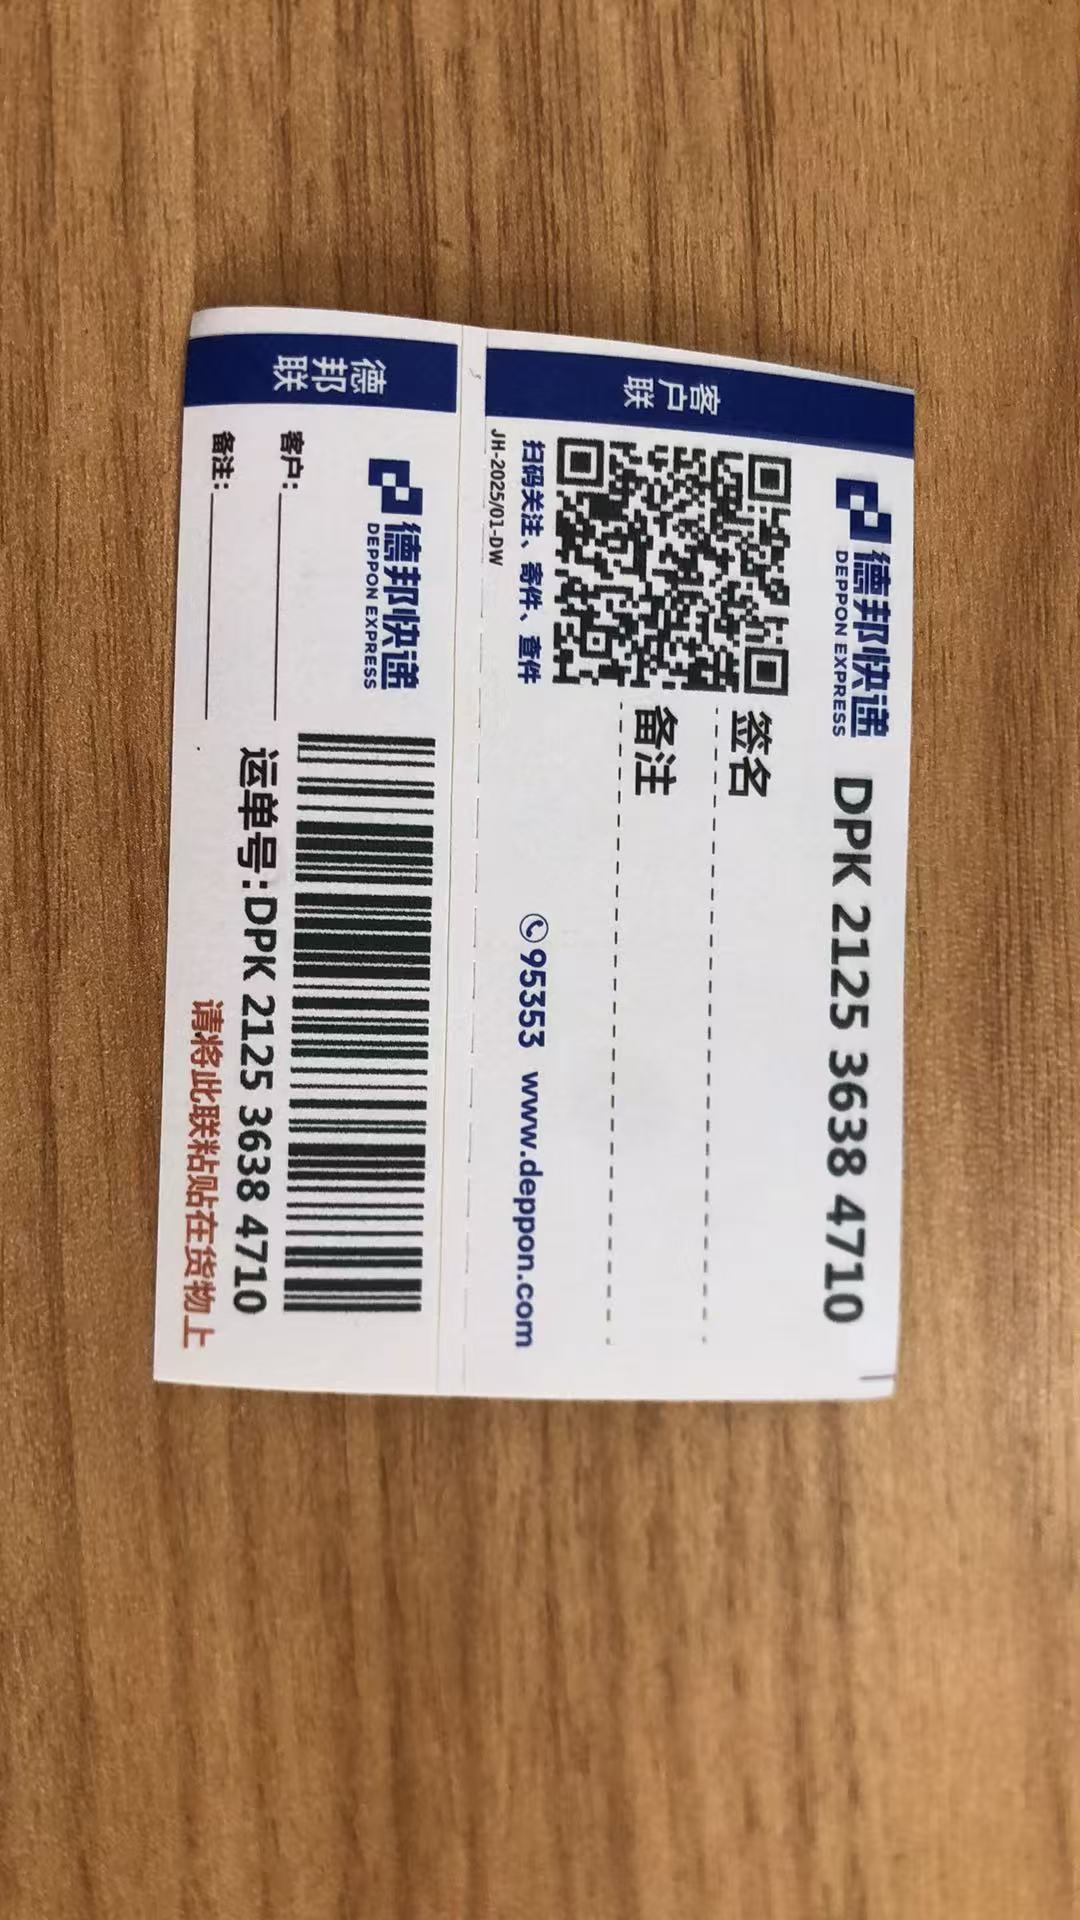 客户联
德邦快递
DEPPON EXPRESS
DPK 2125 3638 4710
签名
备注
扫码关注、寄件、查件
95353 www.deppon.com
JH-2025/01-DW
德邦联
德邦快递
DEPPON EXPRESS
客户:
备注:
运单号:DPK 2125 3638 4710
请将此联粘贴在货物上